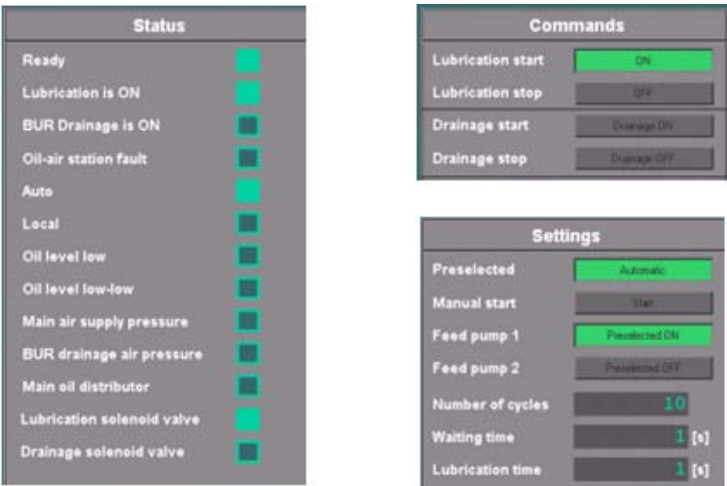 Status
Ready
Lubrication is ON
BUR Drainage is ON
Oil-air station fault
Auto
Local
Oil level low
Oil level low-low
Main air supply pressure
BUR drainage air pressure
Main oil distributor
Lubrication solenoid valve
Drainage solenoid valve
Commands
Lubrication start ON
Lubrication stop OFF
Drainage start Drainage ON
Drainage stop Drainage OFF
Settings
Preselected Automatic
Manual start Start
Feed pump 1 Preselected ON
Feed pump 2 Preselected OFF
Number of cycles 10
Waiting time 1 [s]
Lubrication time 1 [s]